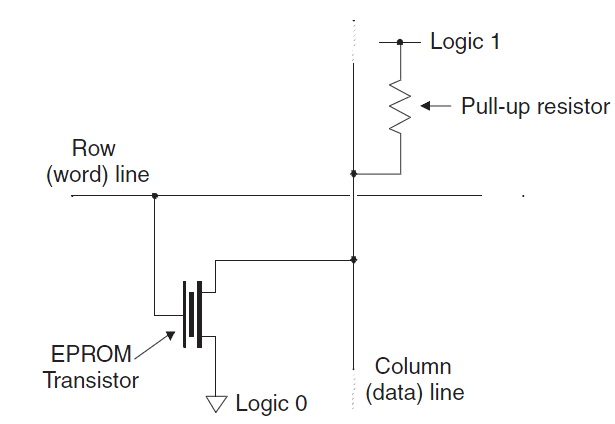 Logic 1
Pull-up resistor
Row
(word) line
EPROM
Transistor
Logic 0
Column
(data) line